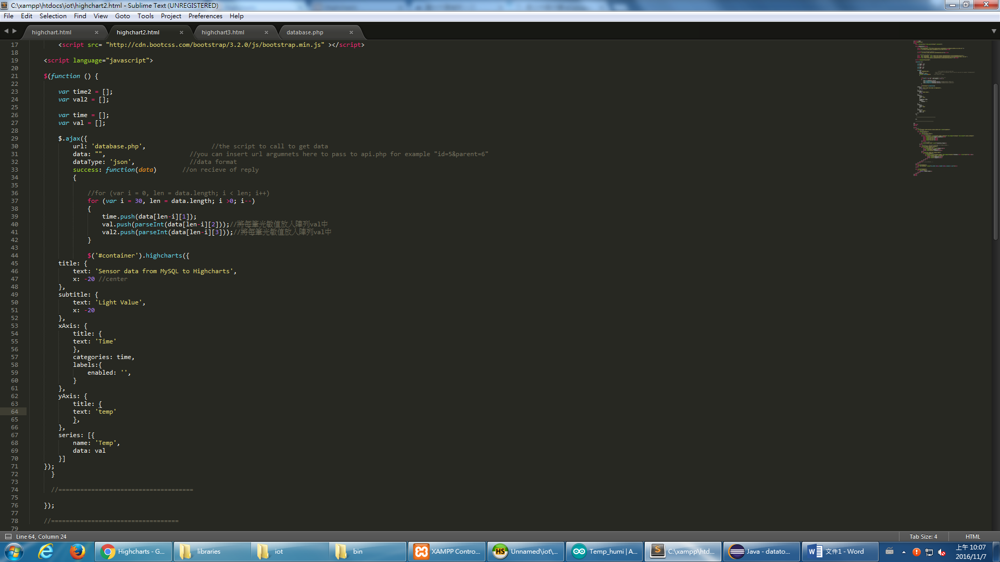 C:\xampp\htdocs\iot\highchart2.html - Sublime Text (UNREGISTERED)
File Edit Selection Find View Goto Tools Project Preferences Help
highchart.html × highchart2.html × highchart3.html × database.php ×
17 <script src= "http://cdn.bootcss.com/bootstrap/3.2.0/js/bootstrap.min.js" ></script>
18
19 <script language="javascript">
20
21 $(function () {
22
23 var time2 = [];
24 var val2 = [];
25
26 var time = [];
27 var val = [];
28
29 $.ajax({
30 url: 'database.php', //the script to call to get data
31 data: "", //you can insert url argumnets here to pass to api.php for example "id=5&parent=6"
32 dataType: 'json', //data format
33 success: function(data) //on recieve of reply
34 {
35
36 //for (var i = 0, len = data.length; i < len; i++)
37 for (var i = 30, len = data.length; i >0; i--)
38 {
39 time.push(data[len-i][1]);
40 val.push(parseInt(data[len-i][2]));//將每筆光敏值放入陣列val中
41 val2.push(parseInt(data[len-i][3]));//將每筆光敏值放入陣列val中
42 }
43
44 $('#container').highcharts({
45 title: {
46 text: 'Sensor data from MySQL to Highcharts',
47 x: -20 //center
48 },
49 subtitle: {
50 text: 'Light Value',
51 x: -20
52 },
53 xAxis: {
54 title: {
55 text: 'Time'
56 },
57 categories: time,
58 labels:{
59 enabled: '',
60 }
61 },
62 yAxis: {
63 title: {
64 text: 'temp'
65 },
66 },
67 series: [{
68 name: 'Temp',
69 data: val
70 }]
71 });
72 }
73
74 //=====================================
75
76 });
77
78 //===================================
79
Line 64, Column 24 Tab Size: 4 HTML
Highcharts - G... libraries iot bin XAMPP Contro... Unnamed\iot\... Temp_humi | A... C:\xampp\htd... Java - datato... 文件1 - Word 上午 10:07
2016/11/7